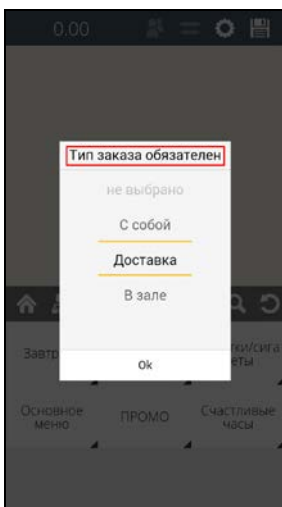 0.00
Тип заказа обязателен
не выбрано
С собой
Доставка
В зале
Ok
Основное
меню
ПРОМО
Счастливые
часы